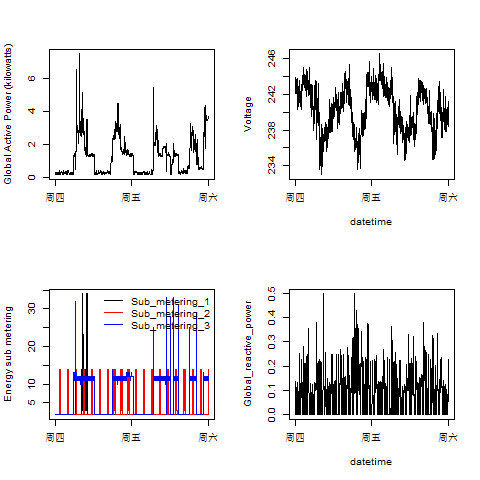 Global Active Power (kilowatts)
6
4
2
0
周四
周五
周六
Voltage
246
242
238
234
周四
周五
周六
datetime
Energy sub metering
30
10
5
Sub_metering_1
Sub_metering_2
Sub_metering_3
周四
周五
周六
Global_reactive_power
0.5
0.4
0.3
0.2
0.1
0.0
周四
周五
周六
datetime